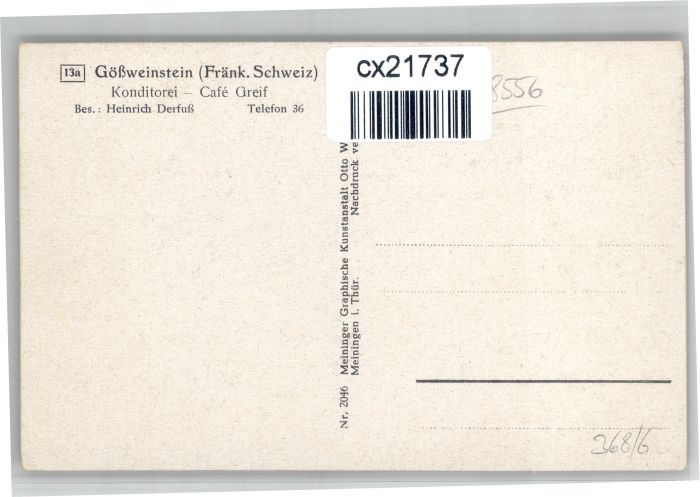 13a Gößweinstein (Fränk. Schweiz)
Konditorei – Café Greif
Bes.: Heinrich Derfuß Telefon 36
cx21737
8556
Nr. 2046 Meininger Graphische Kunstanstalt Otto W
Meiningen i. Thür. Nachdruck ve
368/6